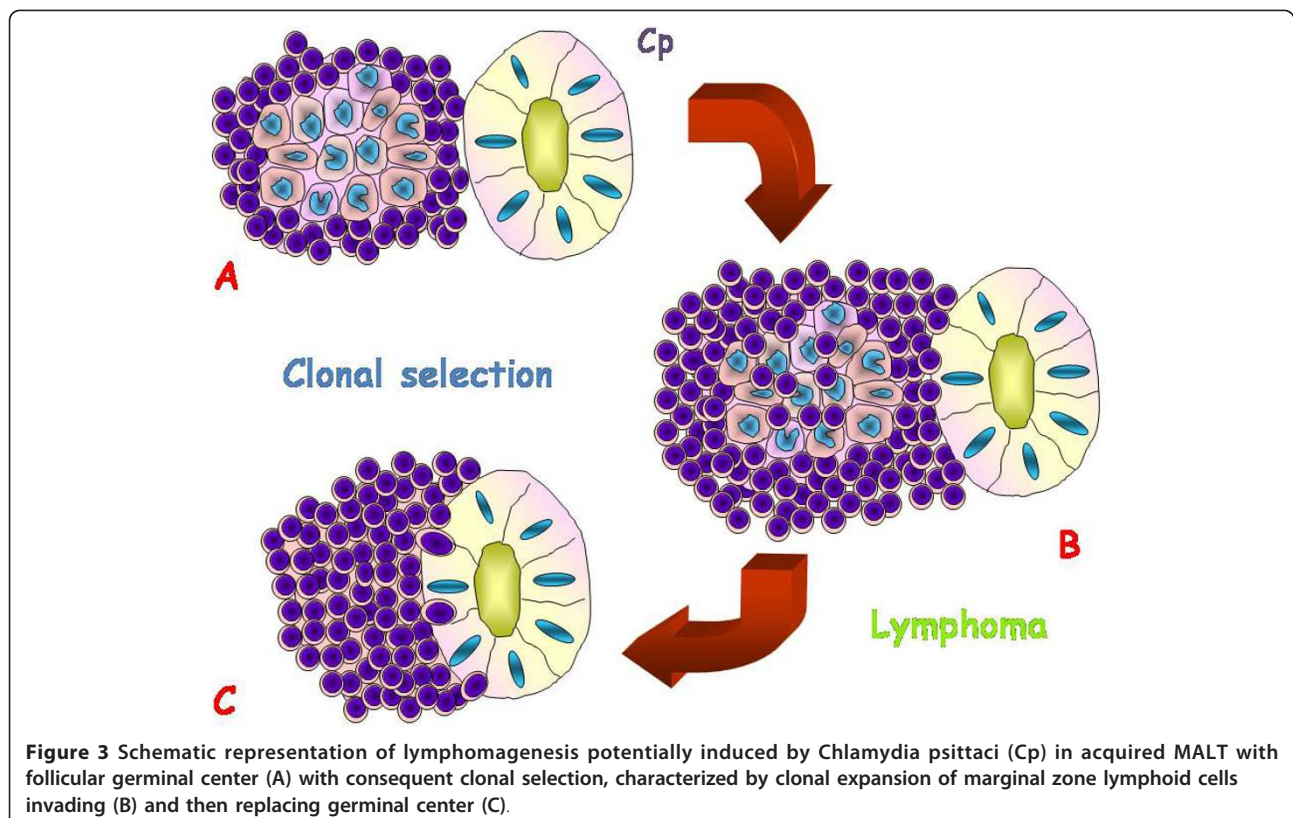 Cp
A
Clonal selection
B
Lymphoma
C
Figure 3 Schematic representation of lymphomagenesis potentially induced by Chlamydia psittaci (Cp) in acquired MALT with
follicular germinal center (A) with consequent clonal selection, characterized by clonal expansion of marginal zone lymphoid cells
invading (B) and then replacing germinal center (C).